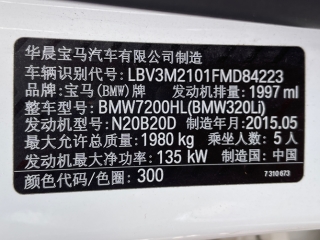 华晨宝马汽车有限公司制造
车辆识别代号: LBV3M2101FMD84223
品牌: 宝马(BMW)牌 发动机排量: 1997 ml
整车型号: BMW7200HL(BMW320Li)
发动机型号: N20B20D 制造年月: 2015.05
最大允许总质量: 1980 kg 乘坐人数: 5 人
发动机最大净功率: 135 kW 制造国: 中国
颜色代码/色圈: 300 7 310 673